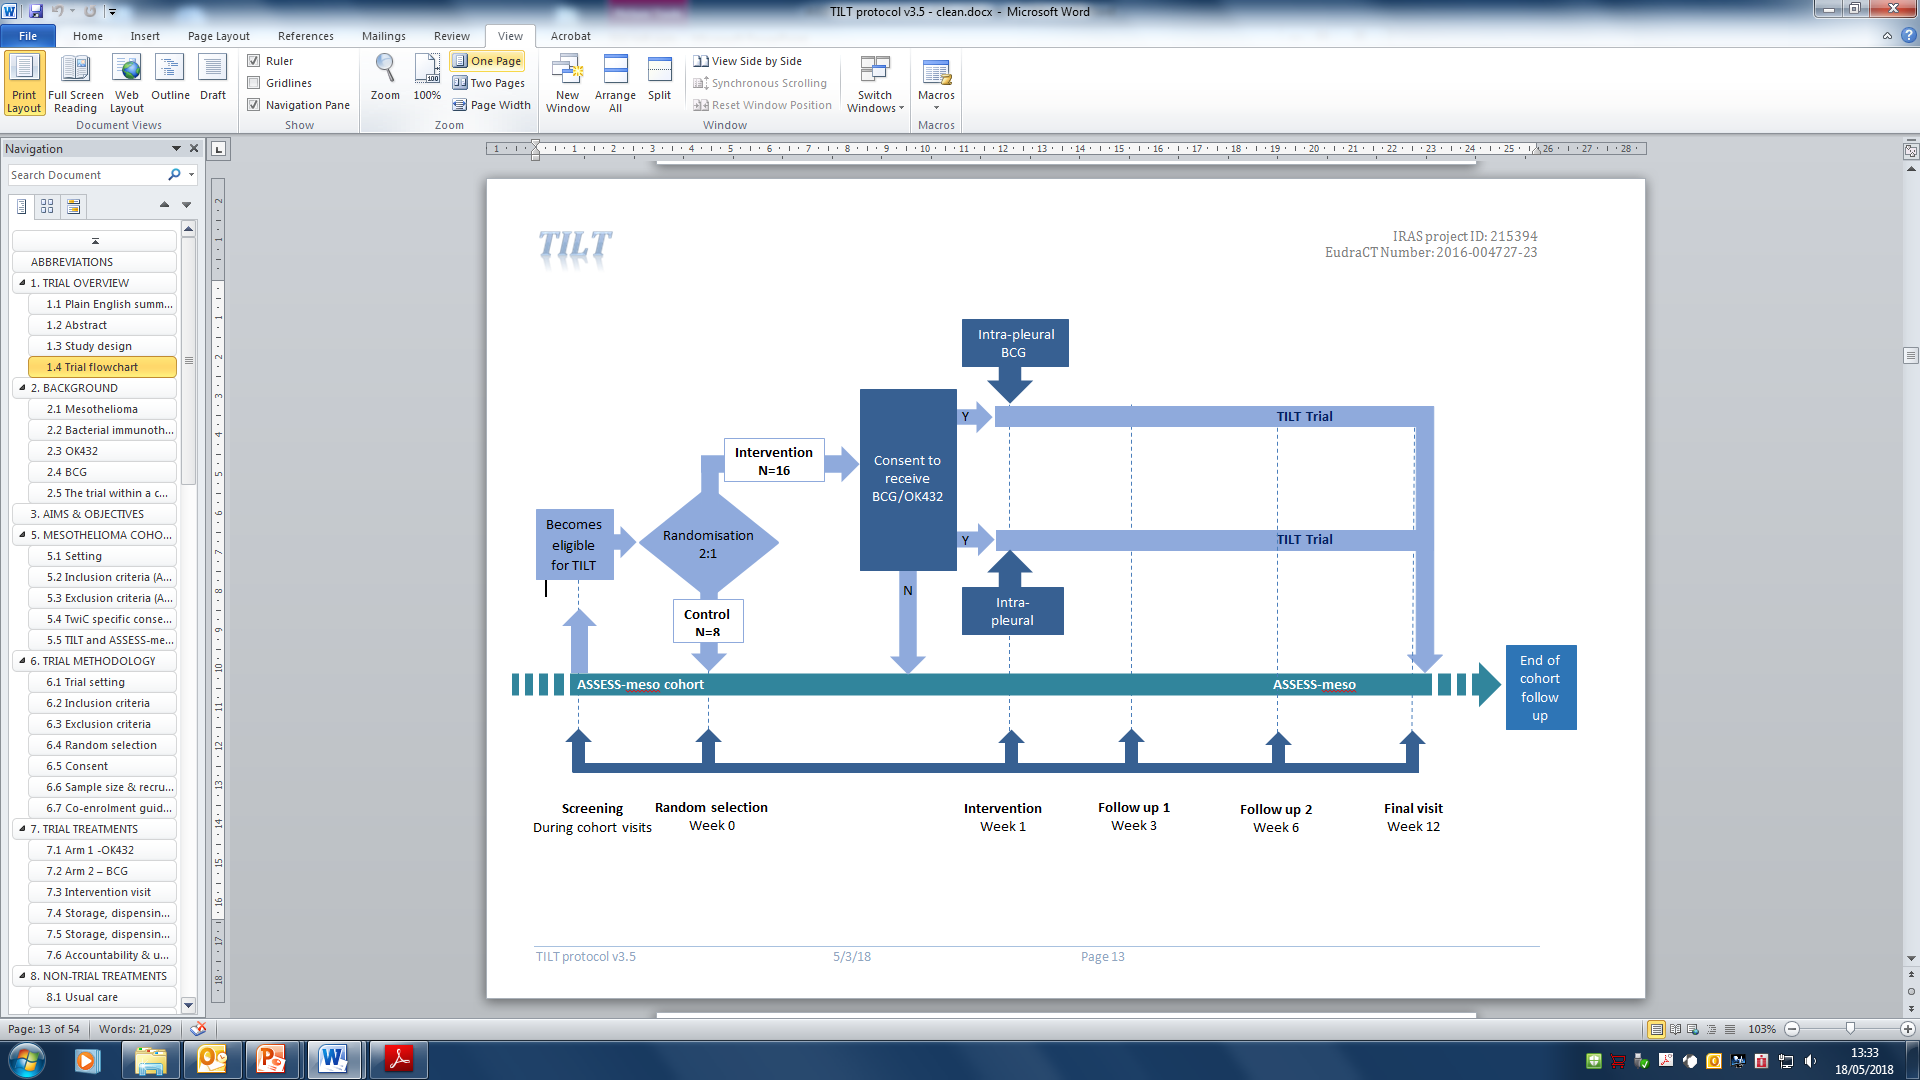 TILT protocol v3.5 - clean.docx - Microsoft Word
File Home Insert Page Layout References Mailings Review View Acrobat
Print Layout
Full Screen Reading
Web Layout
Outline
Draft
Document Views
Ruler
Gridlines
Navigation Pane
Show
Zoom
100%
One Page
Two Pages
Page Width
Zoom
New Window
Arrange All
Split
View Side by Side
Synchronous Scrolling
Reset Window Position
Window
Switch Windows
Macros
Macros
Navigation
Search Document
ABBREVIATIONS
1. TRIAL OVERVIEW
1.1 Plain English summ...
1.2 Abstract
1.3 Study design
1.4 Trial flowchart
2. BACKGROUND
2.1 Mesothelioma
2.2 Bacterial immunoth...
2.3 OK432
2.4 BCG
2.5 The trial within a c...
3. AIMS & OBJECTIVES
5. MESOTHELIOMA COHO...
5.1 Setting
5.2 Inclusion criteria (A...
5.3 Exclusion criteria (A...
5.4 TwiC specific conse...
5.5 TILT and ASSESS-me...
6. TRIAL METHODOLOGY
6.1 Trial setting
6.2 Inclusion criteria
6.3 Exclusion criteria
6.4 Random selection
6.5 Consent
6.6 Sample size & recru...
6.7 Co-enrolment guid...
7. TRIAL TREATMENTS
7.1 Arm 1 -OK432
7.2 Arm 2 – BCG
7.3 Intervention visit
7.4 Storage, dispensin...
7.5 Storage, dispensin...
7.6 Accountability & u...
8. NON-TRIAL TREATMENTS
8.1 Usual care
TILT
IRAS project ID: 215394
EudraCT Number: 2016-004727-23
Intra-pleural
BCG
Y
TILT Trial
Intervention
N=16
Consent to
receive
BCG/OK432
Becomes
eligible
for TILT
Randomisation
2:1
Y
TILT Trial
N
Intra-
pleural
Control
N=8
ASSESS-meso cohort
ASSESS-meso
End of
cohort
follow
up
Screening
During cohort visits
Random selection
Week 0
Intervention
Week 1
Follow up 1
Week 3
Follow up 2
Week 6
Final visit
Week 12
TILT protocol v3.5 5/3/18 Page 13
Page: 13 of 54 Words: 21,029
103%
13:33
18/05/2018